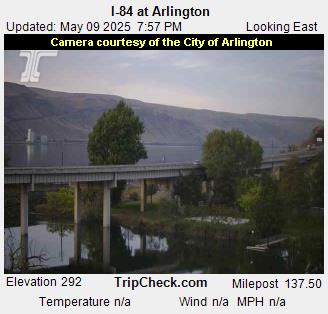 I-84 at Arlington
Updated: May 09 2025 7:57 PM Looking East
Camera courtesy of the City of Arlington
Elevation 292 TripCheck.com Milepost 137.50
Temperature n/a Wind n/a MPH n/a